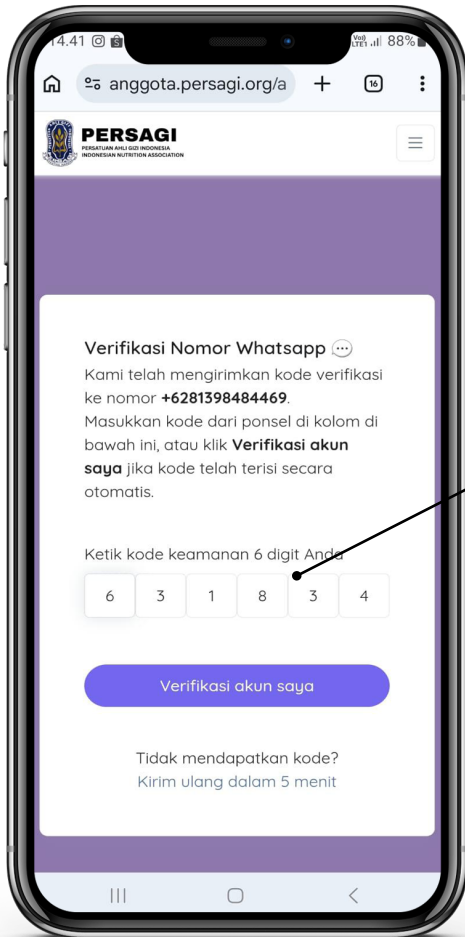 14.41
Voi)
LTE1
88%
anggota.persagi.org/a
16
PERSAGI
PERSATUAN AHLI GIZI INDONESIA
INDONESIAN NUTRITION ASSOCIATION
Verifikasi Nomor Whatsapp
Kami telah mengirimkan kode verifikasi
ke nomor +6281398484469.
Masukkan kode dari ponsel di kolom di
bawah ini, atau klik Verifikasi akun
saya jika kode telah terisi secara
otomatis.
Ketik kode keamanan 6 digit Anda
6 3 1 8 3 4
Verifikasi akun saya
Tidak mendapatkan kode?
Kirim ulang dalam 5 menit